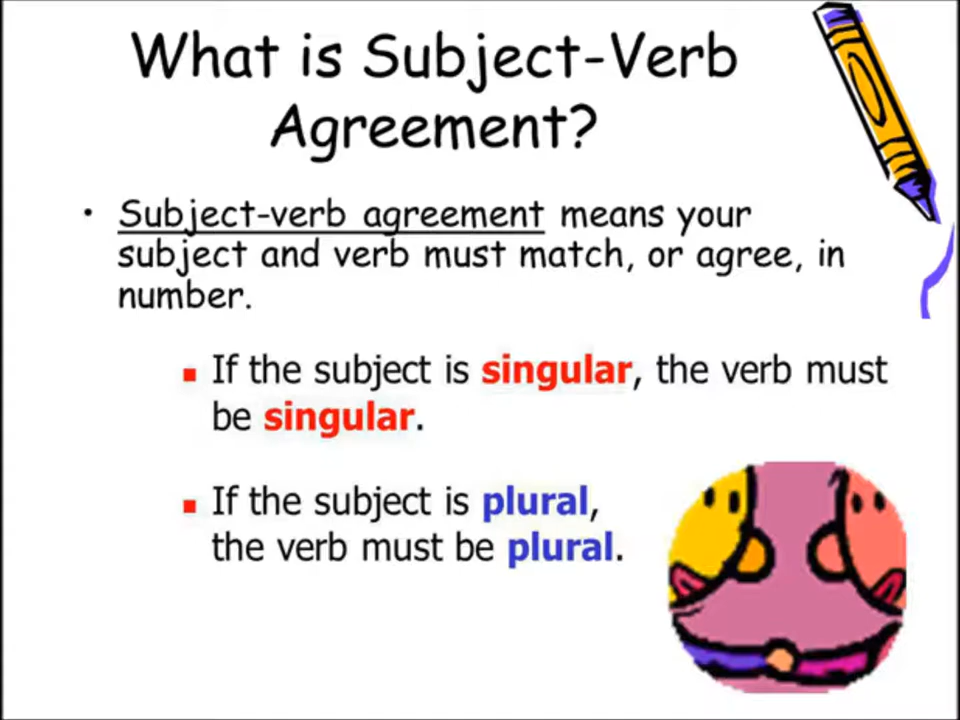 What is Subject-Verb
Agreement?
• Subject-verb agreement means your
subject and verb must match, or agree, in
number.
▪ If the subject is singular, the verb must
be singular.
▪ If the subject is plural,
the verb must be plural.